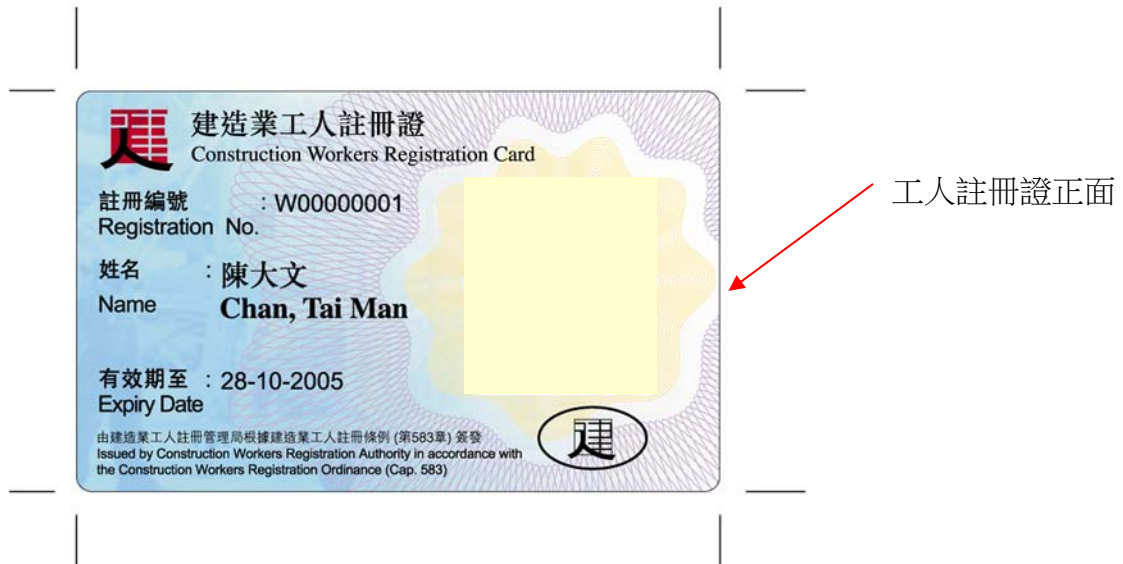 建造業工人註冊證
Construction Workers Registration Card
註冊編號 : W00000001
Registration No.
姓名 : 陳大文
Name Chan, Tai Man
有效期至 : 28-10-2005
Expiry Date
由建造業工人註冊管理局根據建造業工人註冊條例 (第583章) 簽發
Issued by Construction Workers Registration Authority in accordance with
the Construction Workers Registration Ordinance (Cap. 583)
建
工人註冊證正面